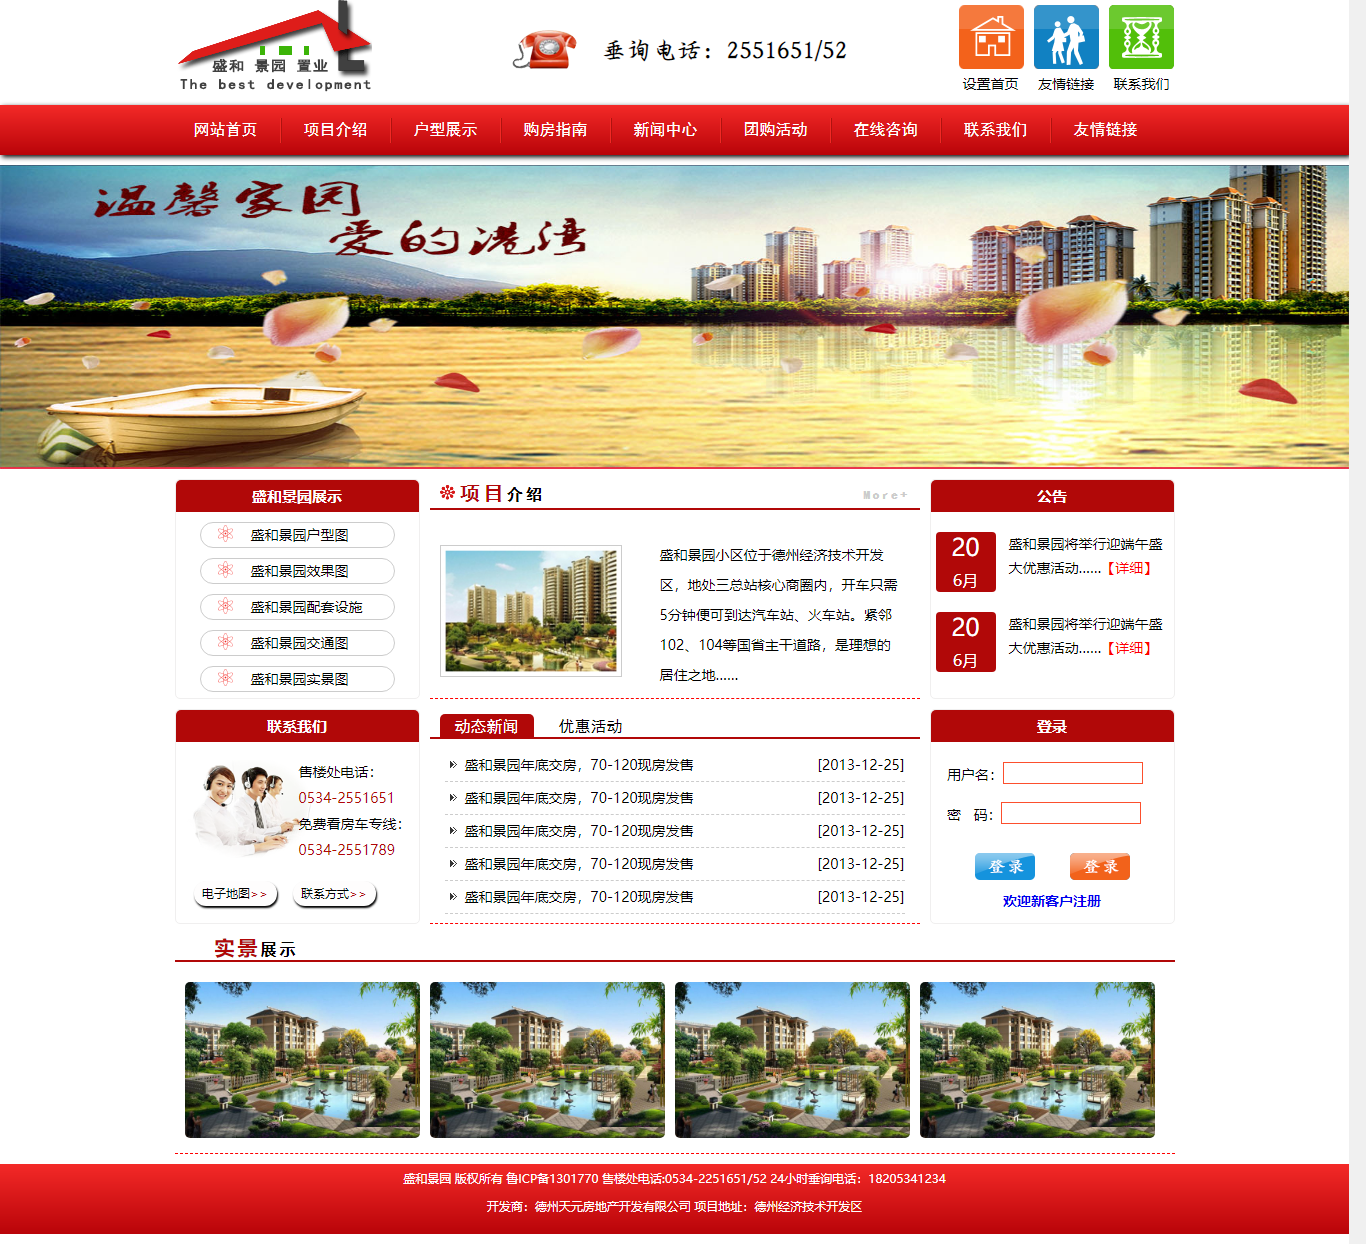 盛和 景园 置业
The best development
垂询电话：2551651/52
设置首页 友情链接 联系我们
网站首页 项目介绍 户型展示 购房指南 新闻中心 团购活动 在线咨询 联系我们 友情链接
温馨家园
爱的港湾
盛和景园展示
盛和景园户型图
盛和景园效果图
盛和景园配套设施
盛和景园交通图
盛和景园实景图
项目介绍 More+
盛和景园小区位于德州经济技术开发
区，地处三总站核心商圈内，开车只需
5分钟便可到达汽车站、火车站。紧邻
102、104等国省主干道路，是理想的
居住之地......
公告
20
6月
盛和景园将举行迎端午盛
大优惠活动......【详细】
20
6月
盛和景园将举行迎端午盛
大优惠活动......【详细】
联系我们
售楼处电话：
0534-2551651
免费看房车专线：
0534-2551789
电子地图>> 联系方式>>
动态新闻 优惠活动
盛和景园年底交房，70-120现房发售 [2013-12-25]
盛和景园年底交房，70-120现房发售 [2013-12-25]
盛和景园年底交房，70-120现房发售 [2013-12-25]
盛和景园年底交房，70-120现房发售 [2013-12-25]
盛和景园年底交房，70-120现房发售 [2013-12-25]
登录
用户名：
密 码：
登录 登录
欢迎新客户注册
实景展示
盛和景园 版权所有 鲁ICP备1301770 售楼处电话:0534-2251651/52 24小时垂询电话：18205341234
开发商：德州天元房地产开发有限公司 项目地址：德州经济技术开发区